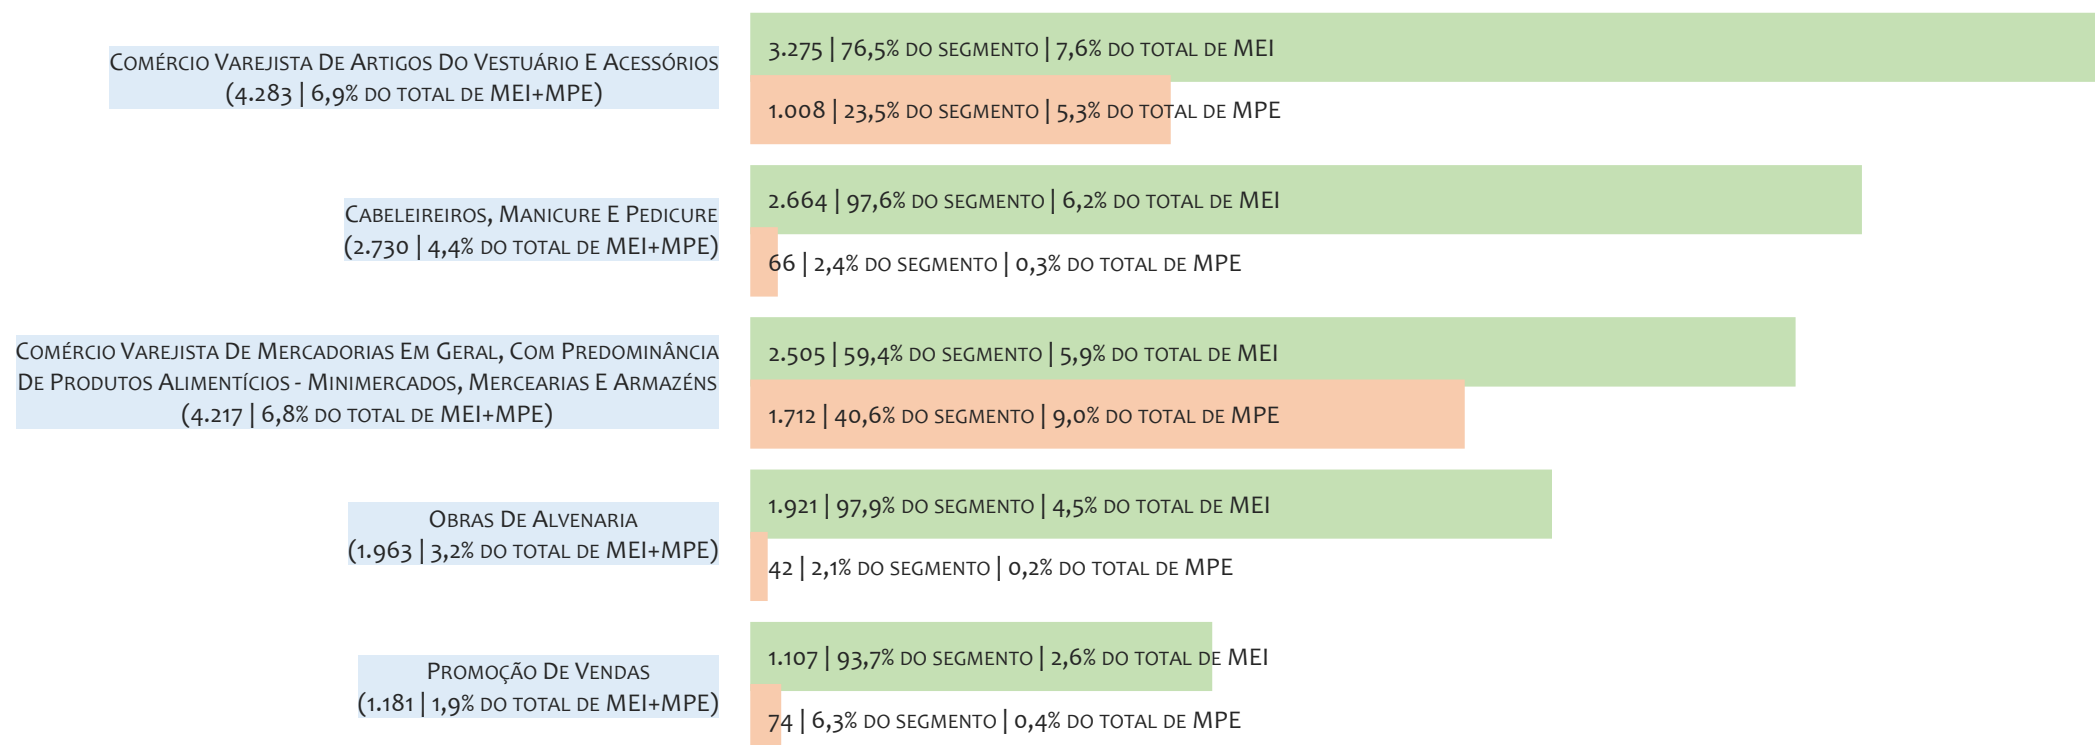 Comércio Varejista De Artigos Do Vestuário E Acessórios
(4.283 | 6,9% do total de MEI+MPE)
3.275 | 76,5% do segmento | 7,6% do total de MEI
1.008 | 23,5% do segmento | 5,3% do total de MPE
Cabeleireiros, Manicure E Pedicure
(2.730 | 4,4% do total de MEI+MPE)
2.664 | 97,6% do segmento | 6,2% do total de MEI
66 | 2,4% do segmento | 0,3% do total de MPE
Comércio Varejista De Mercadorias Em Geral, Com Predominância
De Produtos Alimentícios - Minimercados, Mercearias E Armazéns
(4.217 | 6,8% do total de MEI+MPE)
2.505 | 59,4% do segmento | 5,9% do total de MEI
1.712 | 40,6% do segmento | 9,0% do total de MPE
Obras De Alvenaria
(1.963 | 3,2% do total de MEI+MPE)
1.921 | 97,9% do segmento | 4,5% do total de MEI
42 | 2,1% do segmento | 0,2% do total de MPE
Promoção De Vendas
(1.181 | 1,9% do total de MEI+MPE)
1.107 | 93,7% do segmento | 2,6% do total de MEI
74 | 6,3% do segmento | 0,4% do total de MPE